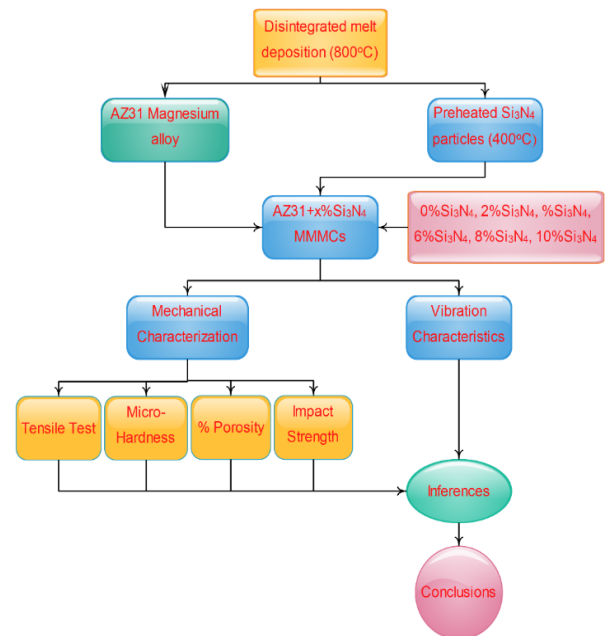 Disintegrated melt
deposition (800°C)
AZ31 Magnesium
alloy
Preheated Si₃N₄
particles (400°C)
AZ31+x%Si₃N₄
MMMCs
0%Si₃N₄, 2%Si₃N₄, %Si₃N₄,
6%Si₃N₄, 8%Si₃N₄, 10%Si₃N₄
Mechanical
Characterization
Vibration
Characteristics
Tensile Test
Micro-
Hardness
% Porosity
Impact
Strength
Inferences
Conclusions